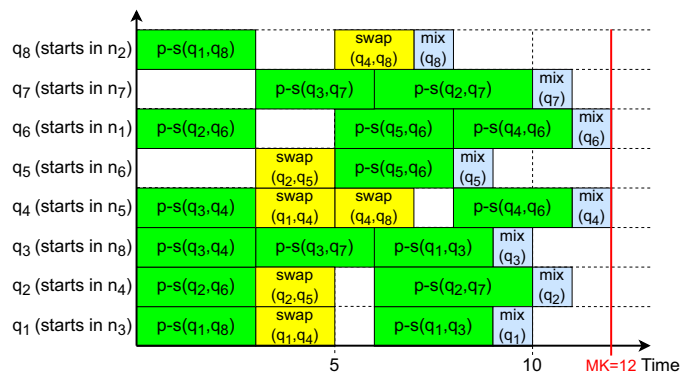 q8 (starts in n2) p-s(q1,q8) swap (q4,q8) mix (q8)
q7 (starts in n7) p-s(q3,q7) p-s(q2,q7) mix (q7)
q6 (starts in n1) p-s(q2,q6) p-s(q5,q6) p-s(q4,q6) mix (q6)
q5 (starts in n6) swap (q2,q5) p-s(q5,q6) mix (q5)
q4 (starts in n5) p-s(q3,q4) swap (q1,q4) swap (q4,q8) p-s(q4,q6) mix (q4)
q3 (starts in n8) p-s(q3,q4) p-s(q3,q7) p-s(q1,q3) mix (q3)
q2 (starts in n4) p-s(q2,q6) swap (q2,q5) p-s(q2,q7) mix (q2)
q1 (starts in n3) p-s(q1,q8) swap (q1,q4) p-s(q1,q3) mix (q1)
5 10 MK=12 Time